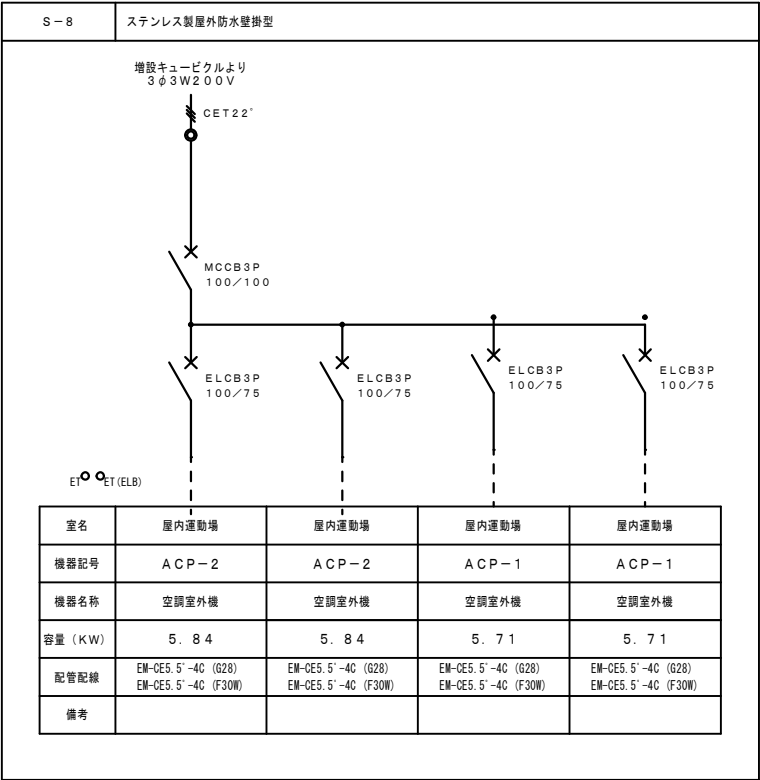 S－8
ステンレス製屋外防水壁掛型
増設キュービクルより
3φ3W200V
CET22°
MCCB3P
100／100
ELCB3P
100／75
ELCB3P
100／75
ELCB3P
100／75
ELCB3P
100／75
ET ET(ELB)
室名 屋内運動場 屋内運動場 屋内運動場 屋内運動場
機器記号 ACP－2 ACP－2 ACP－1 ACP－1
機器名称 空調室外機 空調室外機 空調室外機 空調室外機
容量（KW） 5．84 5．84 5．71 5．71
配管配線
EM-CE5.5°-4C (G28) EM-CE5.5°-4C (G28) EM-CE5.5°-4C (G28) EM-CE5.5°-4C (G28)
EM-CE5.5°-4C (F30W) EM-CE5.5°-4C (F30W) EM-CE5.5°-4C (F30W) EM-CE5.5°-4C (F30W)
備考